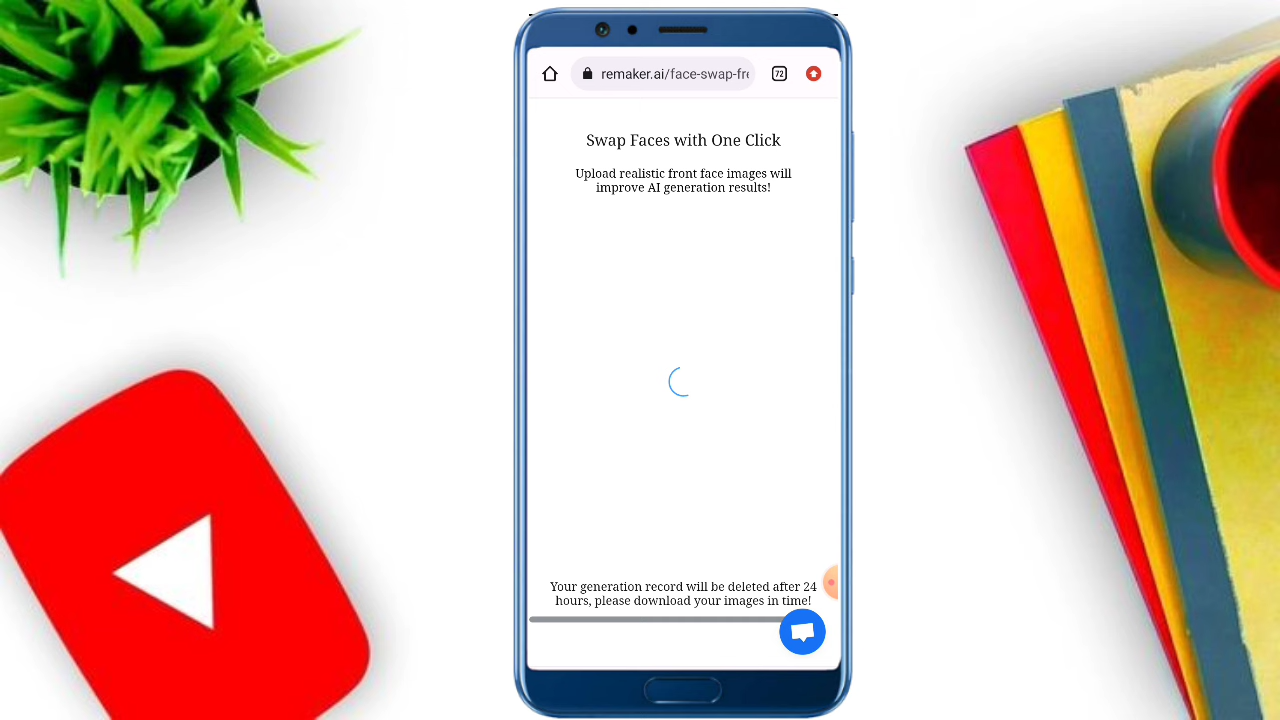 remaker.ai/face-swap-fre
72
Swap Faces with One Click
Upload realistic front face images will
improve AI generation results!
Your generation record will be deleted after 24
hours, please download your images in time!